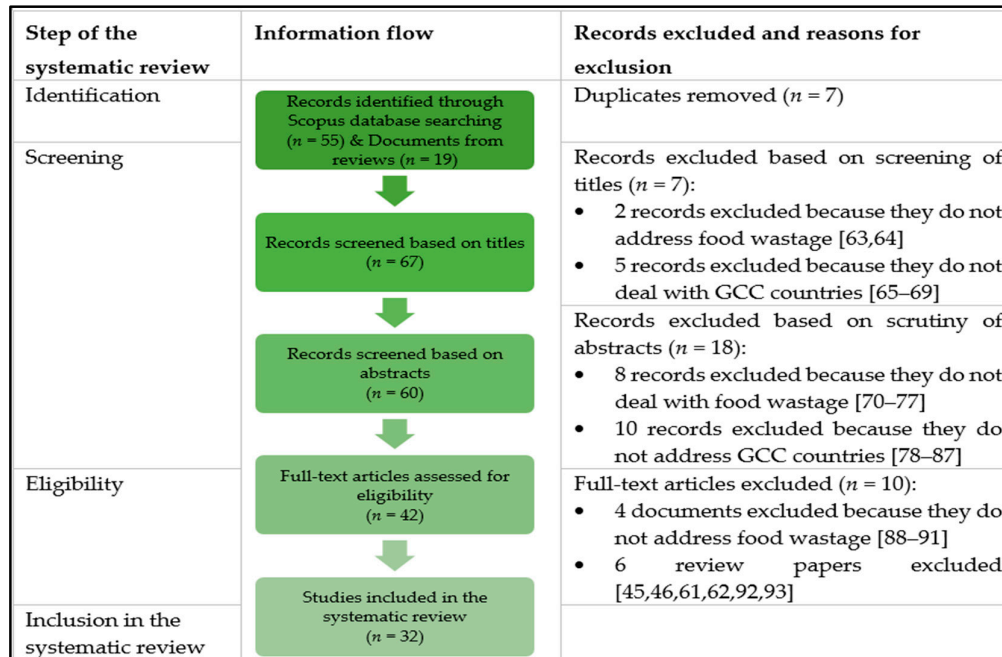 Step of the
systematic review
Information flow
Records excluded and reasons for
exclusion
Identification
Records identified through
Scopus database searching
(n = 55) & Documents from
reviews (n = 19)
Duplicates removed (n = 7)
Screening
Records screened based on titles
(n = 67)
Records excluded based on screening of
titles (n = 7):
• 2 records excluded because they do not
address food wastage [63,64]
• 5 records excluded because they do not
deal with GCC countries [65–69]
Records screened based on
abstracts
(n = 60)
Records excluded based on scrutiny of
abstracts (n = 18):
• 8 records excluded because they do not
deal with food wastage [70–77]
• 10 records excluded because they do
not address GCC countries [78–87]
Eligibility
Full-text articles assessed for
eligibility
(n = 42)
Full-text articles excluded (n = 10):
• 4 documents excluded because they do
not address food wastage [88–91]
• 6 review papers excluded
[45,46,61,62,92,93]
Inclusion in the
systematic review
Studies included in the
systematic review
(n = 32)